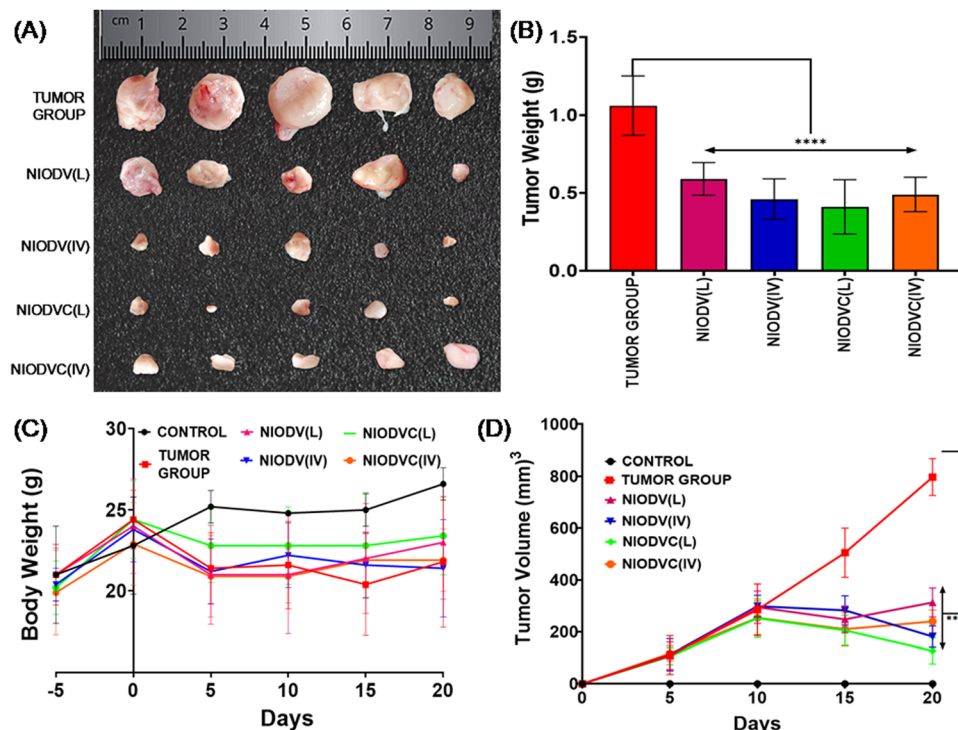 (A)
cm 1 2 3 4 5 6 7 8 9
TUMOR
GROUP
NIODV(L)
NIODV(IV)
NIODVC(L)
NIODVC(IV)
(B)
Tumor Weight (g)
1.5
1.0
0.5
0.0
****
TUMOR GROUP
NIODV(L)
NIODV(IV)
NIODVC(L)
NIODVC(IV)
(C)
Body Weight (g)
30
25
20
CONTROL
TUMOR
GROUP
NIODV(L)
NIODV(IV)
NIODVC(L)
NIODVC(IV)
-5 0 5 10 15 20
Days
(D)
Tumor Volume (mm)3
1000
800
600
400
200
0
CONTROL
TUMOR GROUP
NIODV(L)
NIODV(IV)
NIODVC(L)
NIODVC(IV)
**
0 5 10 15 20
Days